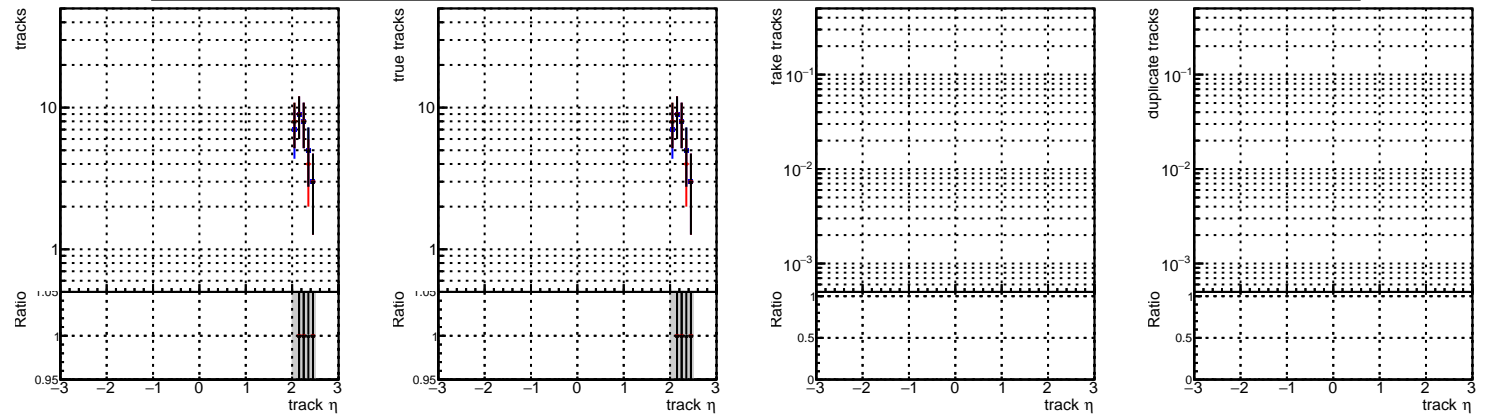 tracks
10
1
Ratio
1.05
1
0.95
−3 −2 −1 0 1 2 3
track η
true tracks
10
1
Ratio
1.05
1
0.95
−3 −2 −1 0 1 2 3
track η
fake tracks
10−1
10−2
10−3
Ratio
1
0.5
0
−3 −2 −1 0 1 2 3
track η
duplicate tracks
10−1
10−2
10−3
Ratio
1
0.5
0
−3 −2 −1 0 1 2 3
track η